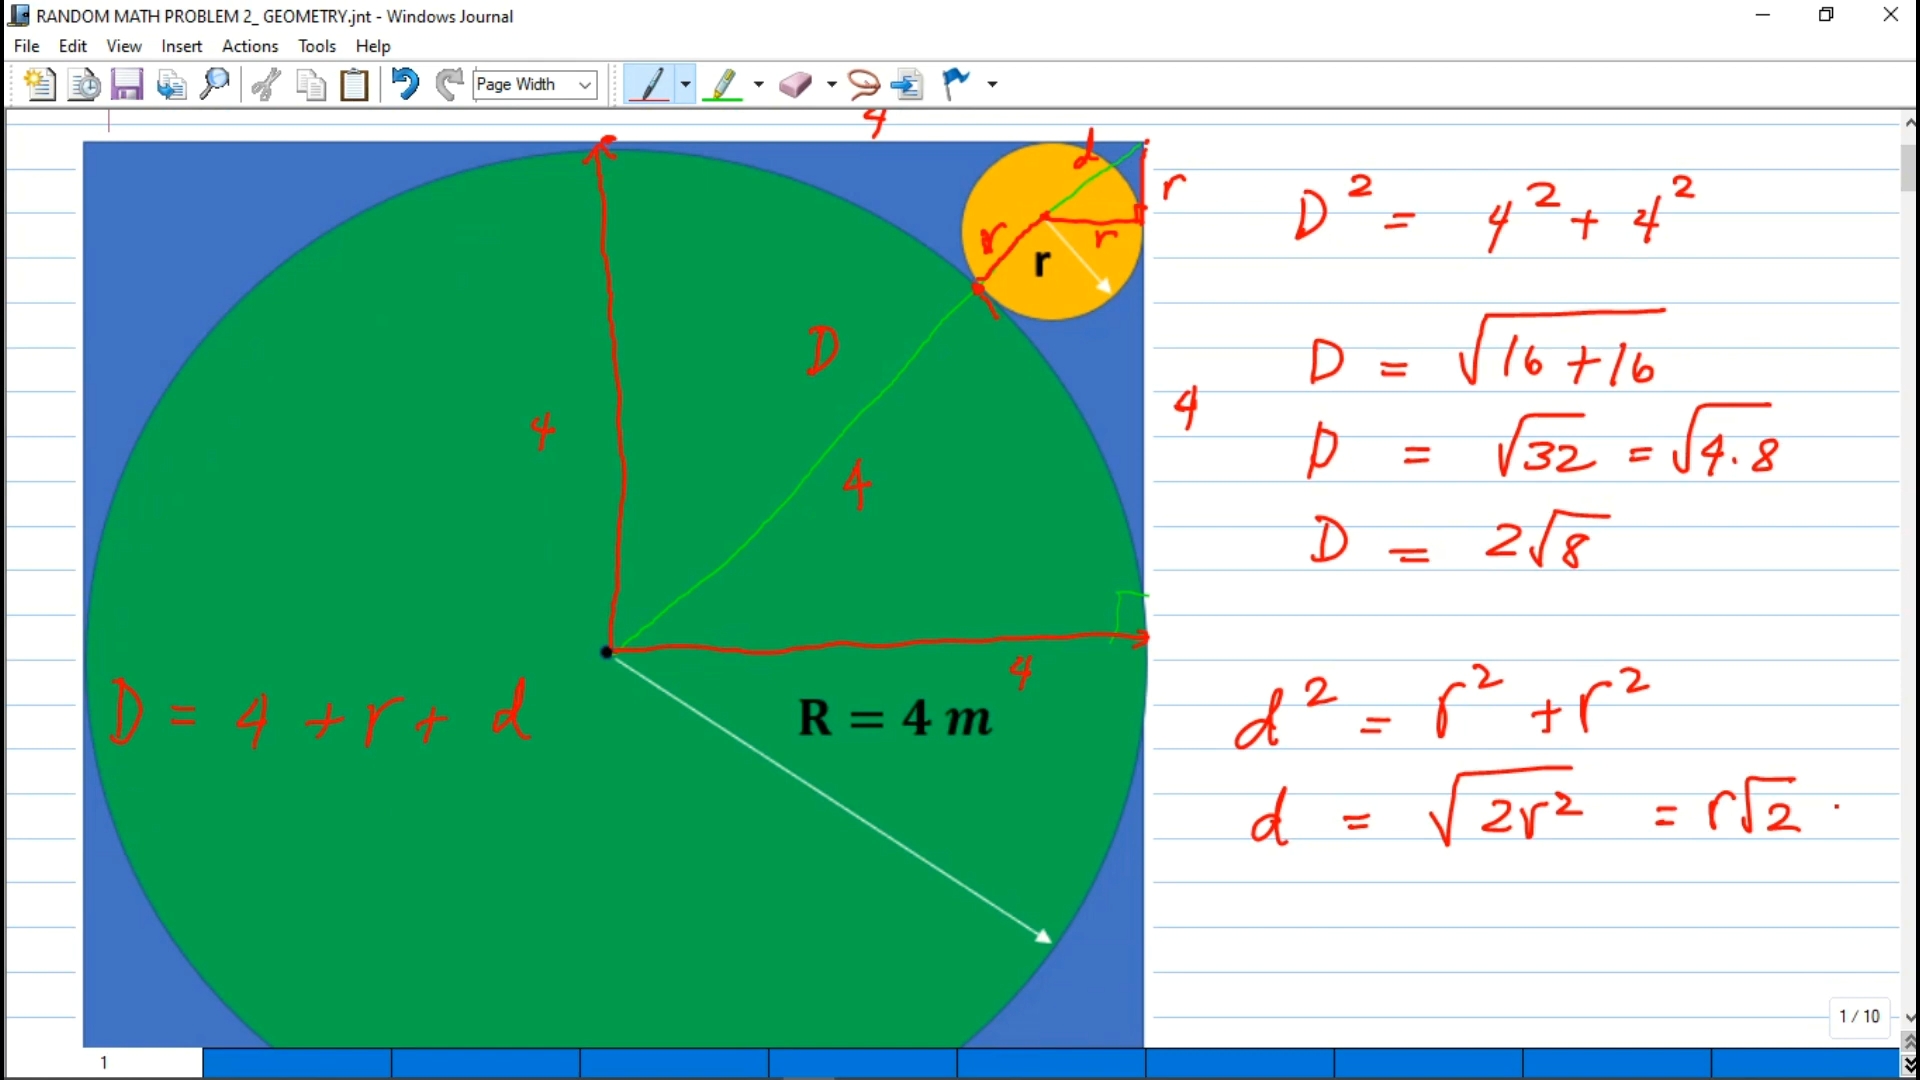 RANDOM MATH PROBLEM 2_ GEOMETRY.jnt - Windows Journal
File Edit View Insert Actions Tools Help
Page Width
4
d
r
D² = 4² + 4²
r
r
r
D
D = √16+16
4
4
D = √32 = √4.8
4
D = 2√8
4
R = 4 m
D = 4 + r + d
d² = r² + r²
d = √2r² = r√2
1 / 10
1